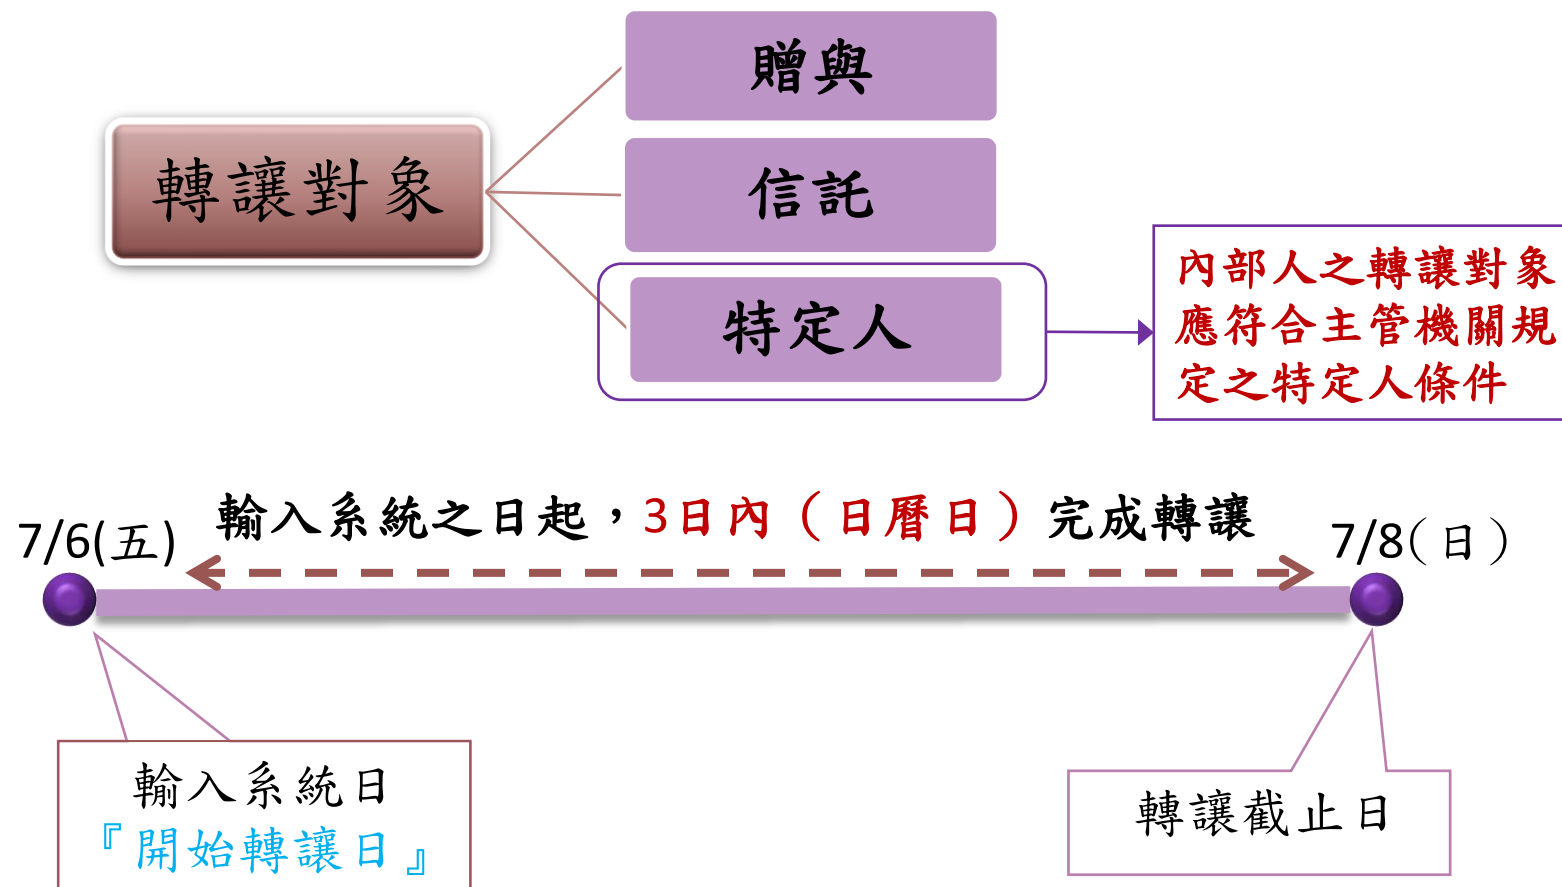 贈與
轉讓對象
信託
特定人
內部人之轉讓對象
應符合主管機關規
定之特定人條件
輸入系統之日起，3日內（日曆日）完成轉讓
7/6(五)
7/8（日）
輸入系統日
『開始轉讓日』
轉讓截止日